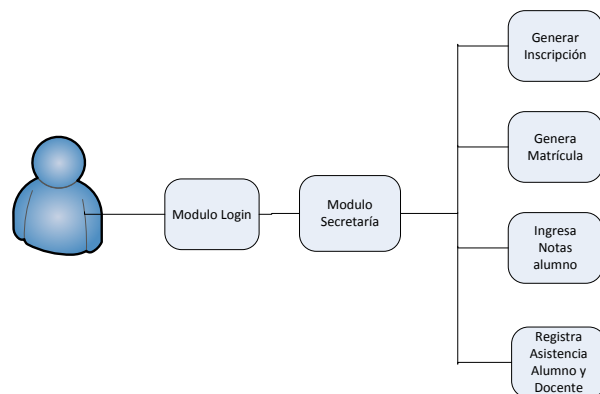 Generar
Inscripción
Genera
Matrícula
Modulo Login
Modulo
Secretaría
Ingresa
Notas
alumno
Registra
Asistencia
Alumno y
Docente